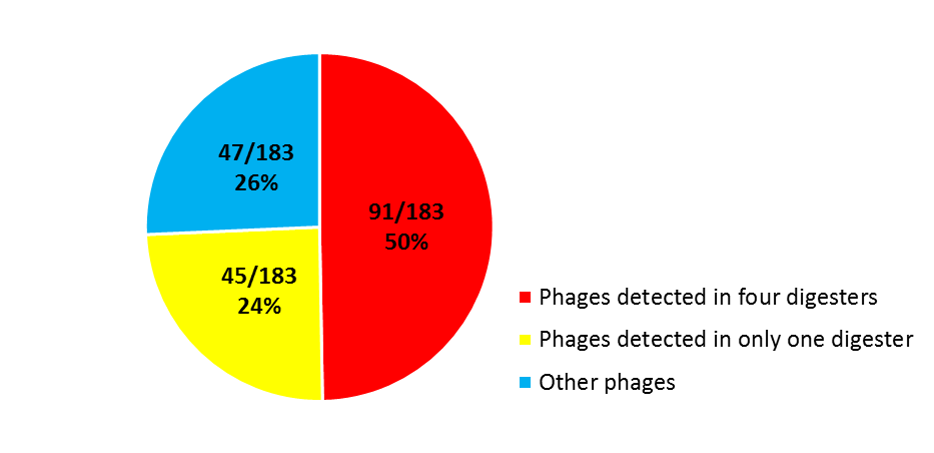 47/183
26%
91/183
50%
45/183
24%
Phages detected in four digesters
Phages detected in only one digester
Other phages